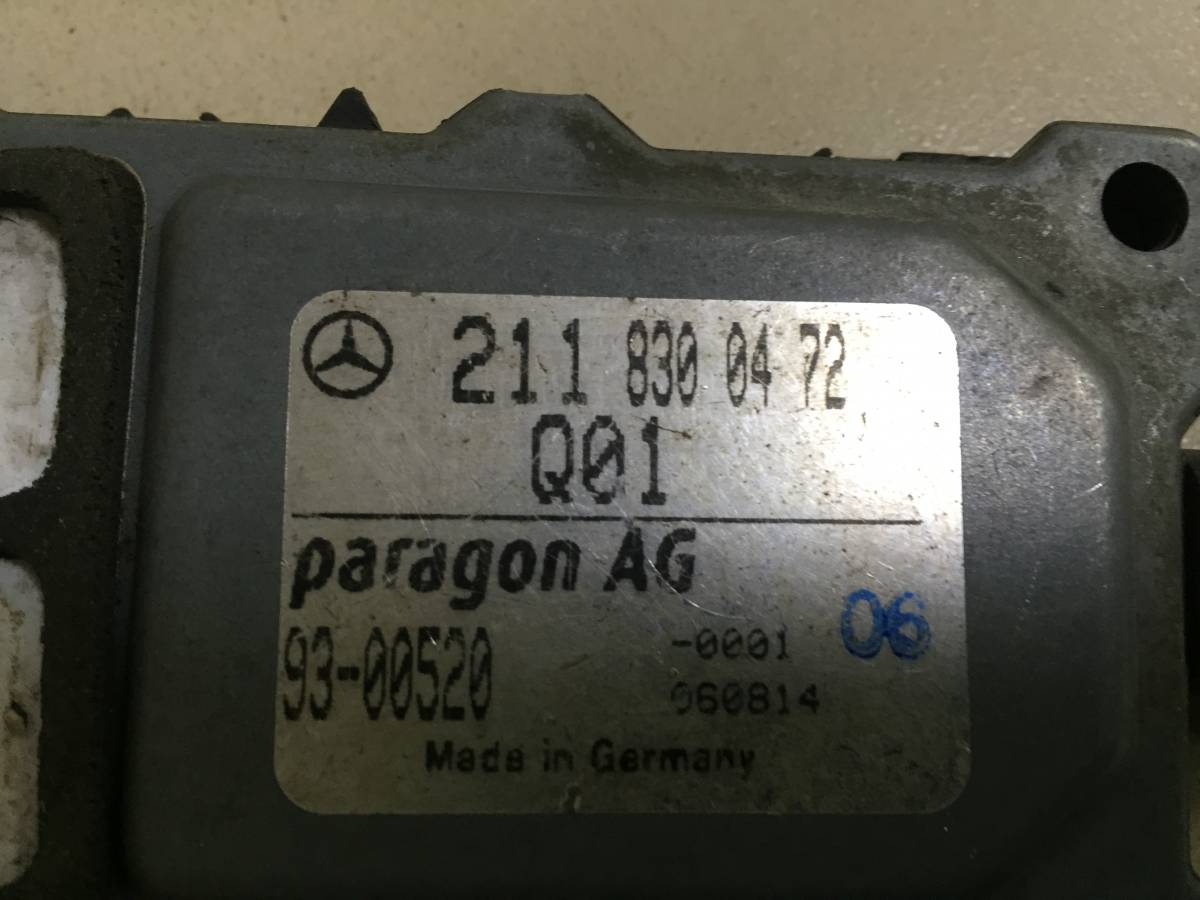 211 830 04 72
Q01
paragon AG
93-00520
-0001
06
060814
Made in Germany